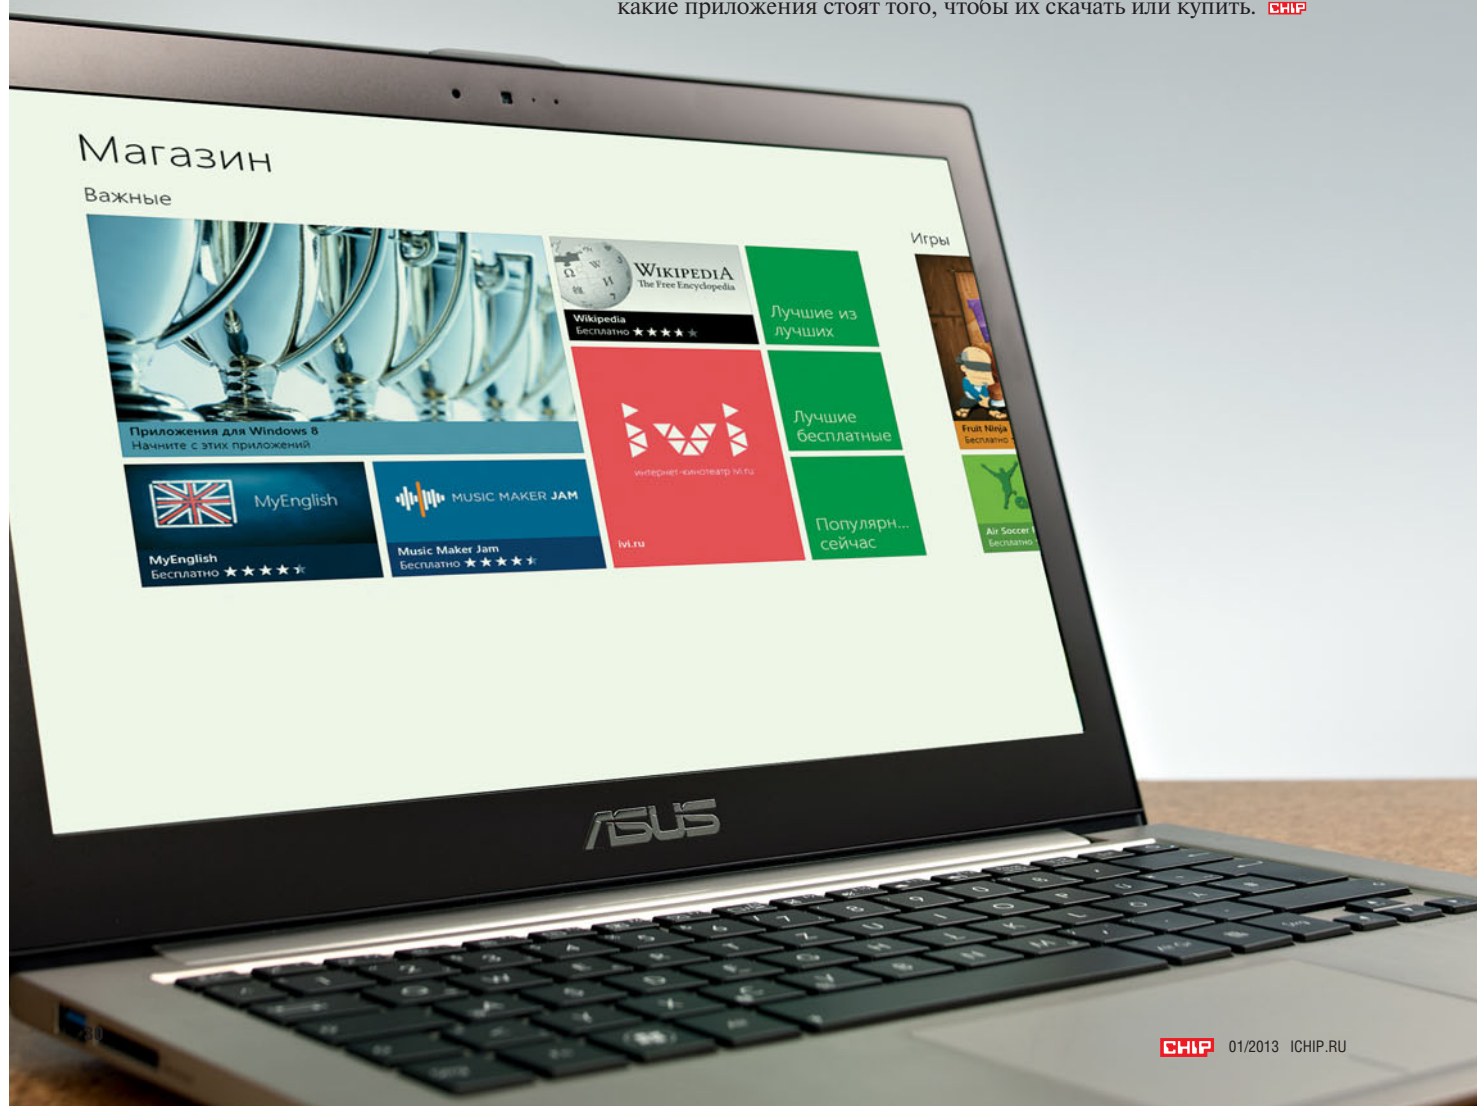 какие приложения стоят того, чтобы их скачать или купить. CHIP
Магазин
Важные
Игры
WIKIPEDIA
The Free Encyclopedia
Wikipedia
Бесплатно
Лучшие из
лучших
Приложения для Windows 8
Начните с этих приложений
ivi
интернет-кинотеатр ivi.ru
ivi.ru
Лучшие
бесплатные
Fruit Ninja
Бесплатно
MyEnglish
MyEnglish
Бесплатно
MUSIC MAKER JAM
Music Maker Jam
Бесплатно
Популярн...
сейчас
Air Soccer
Бесплатно
ASUS
CHIP 01/2013 ICHIP.RU